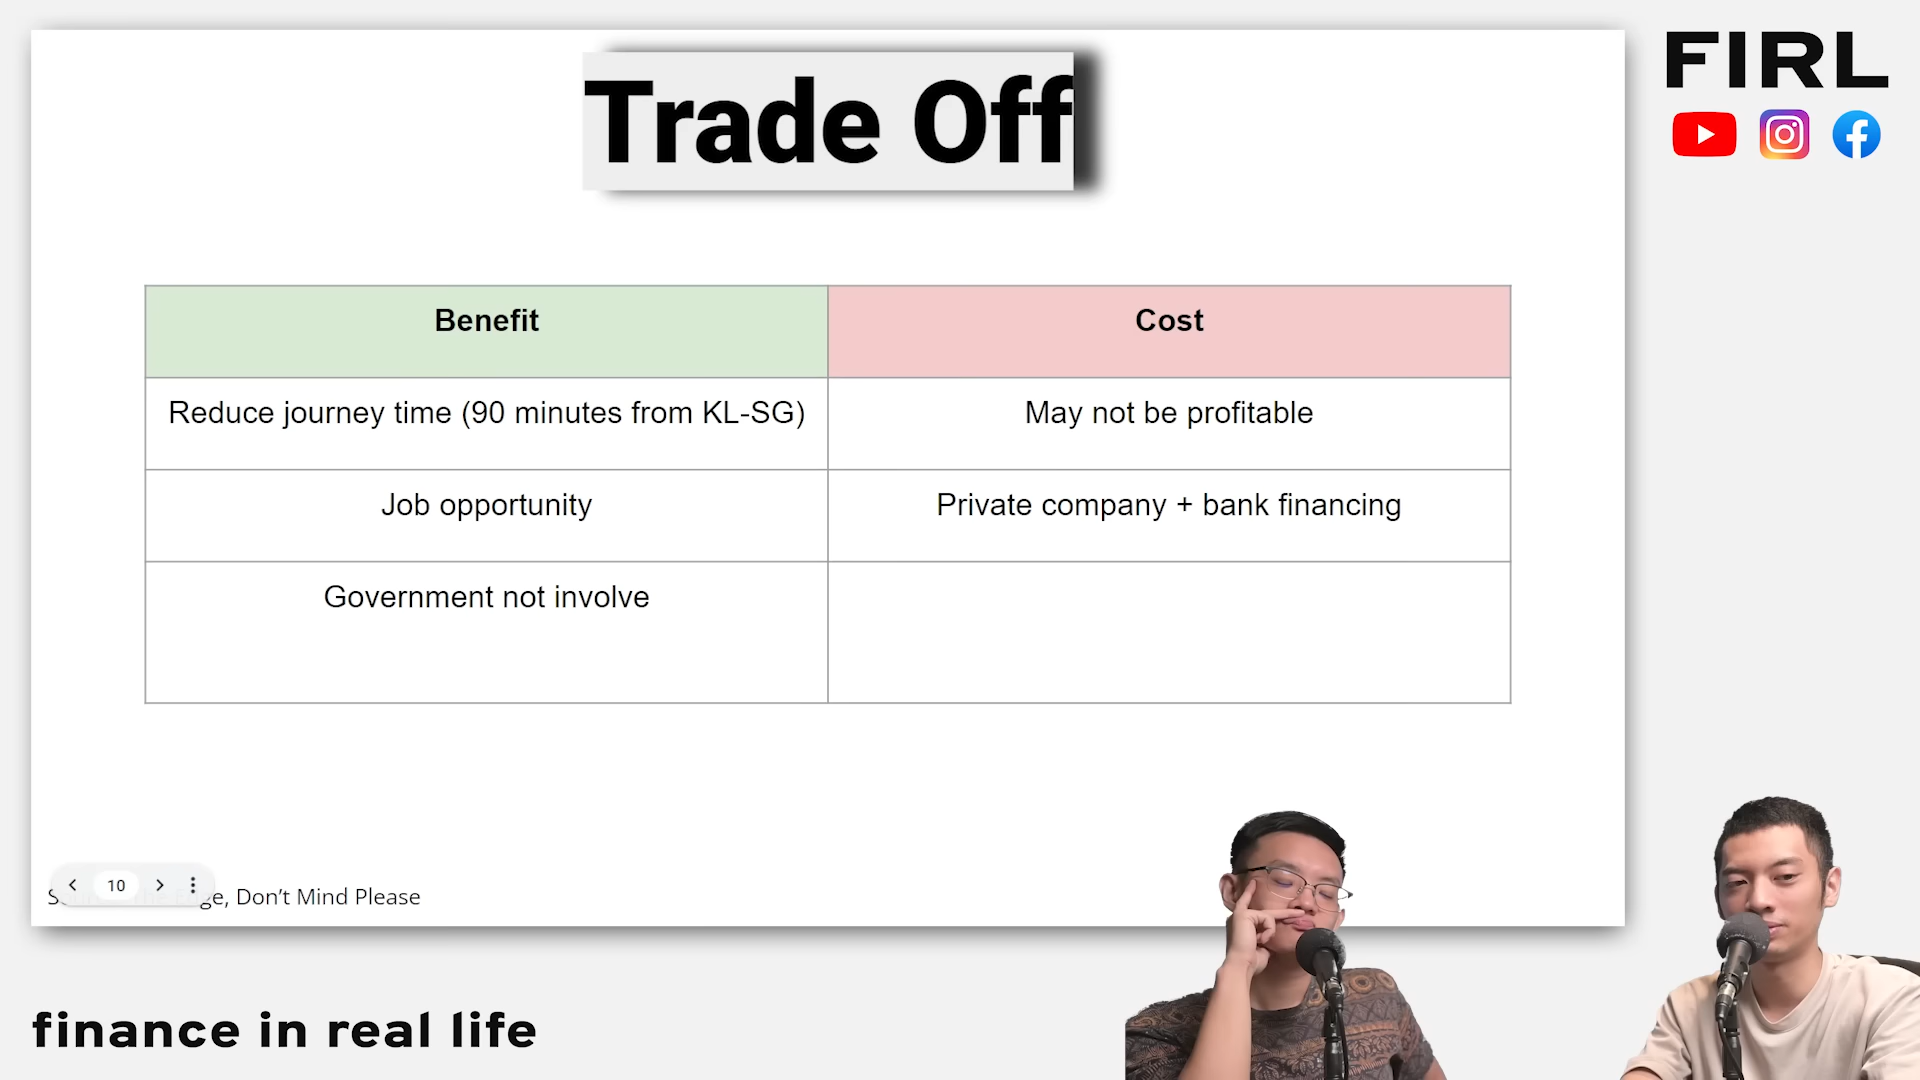 FIRL
Trade Off
Benefit
Cost
Reduce journey time (90 minutes from KL-SG)
May not be profitable
Job opportunity
Private company + bank financing
Government not involve
10
Edge, Don't Mind Please
finance in real life